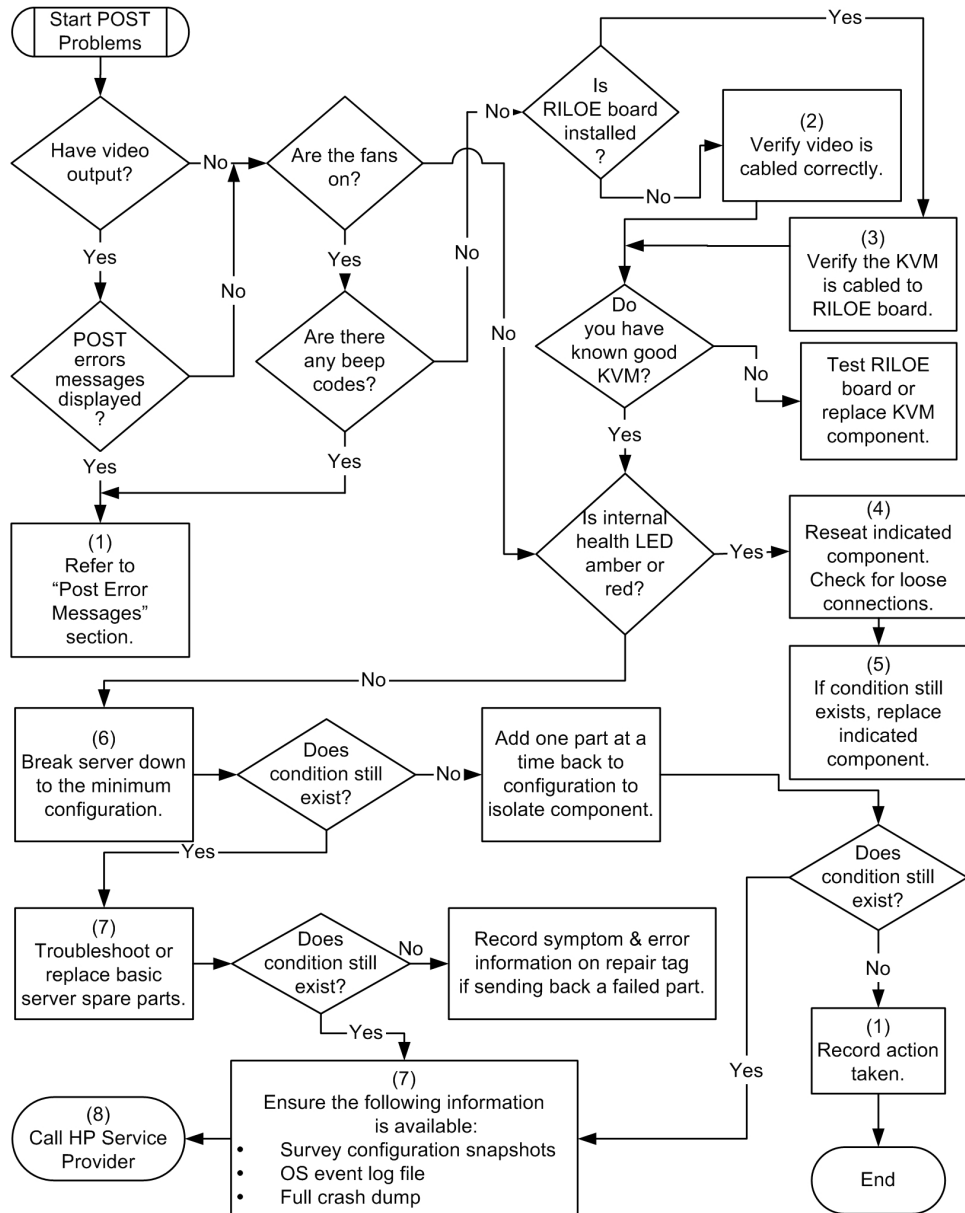 Start POST
Problems
Have video
output?
No
Yes
POST
errors
messages
displayed
?
No
Yes
(1)
Refer to
“Post Error
Messages”
section.
Are the fans
on?
Yes
No
Are there
any beep
codes?
No
Yes
Is
RILOE board
installed
?
Yes
No
(2)
Verify video is
cabled correctly.
(3)
Verify the KVM
is cabled to
RILOE board.
Do
you have
known good
KVM?
No
Yes
Test RILOE
board or
replace KVM
component.
Is internal
health LED
amber or
red?
Yes
No
(4)
Reseat indicated
component.
Check for loose
connections.
(5)
If condition still
exists, replace
indicated
component.
(6)
Break server down
to the minimum
configuration.
Does
condition still
exist?
No
Yes
Add one part at a
time back to
configuration to
isolate component.
Does
condition still
exist?
Yes
No
(7)
Troubleshoot or
replace basic
server spare parts.
Does
condition still
exist?
No
Yes
Record symptom & error
information on repair tag
if sending back a failed part.
(1)
Record action
taken.
End
(7)
Ensure the following information
is available:
• Survey configuration snapshots
• OS event log file
• Full crash dump
(8)
Call HP Service
Provider